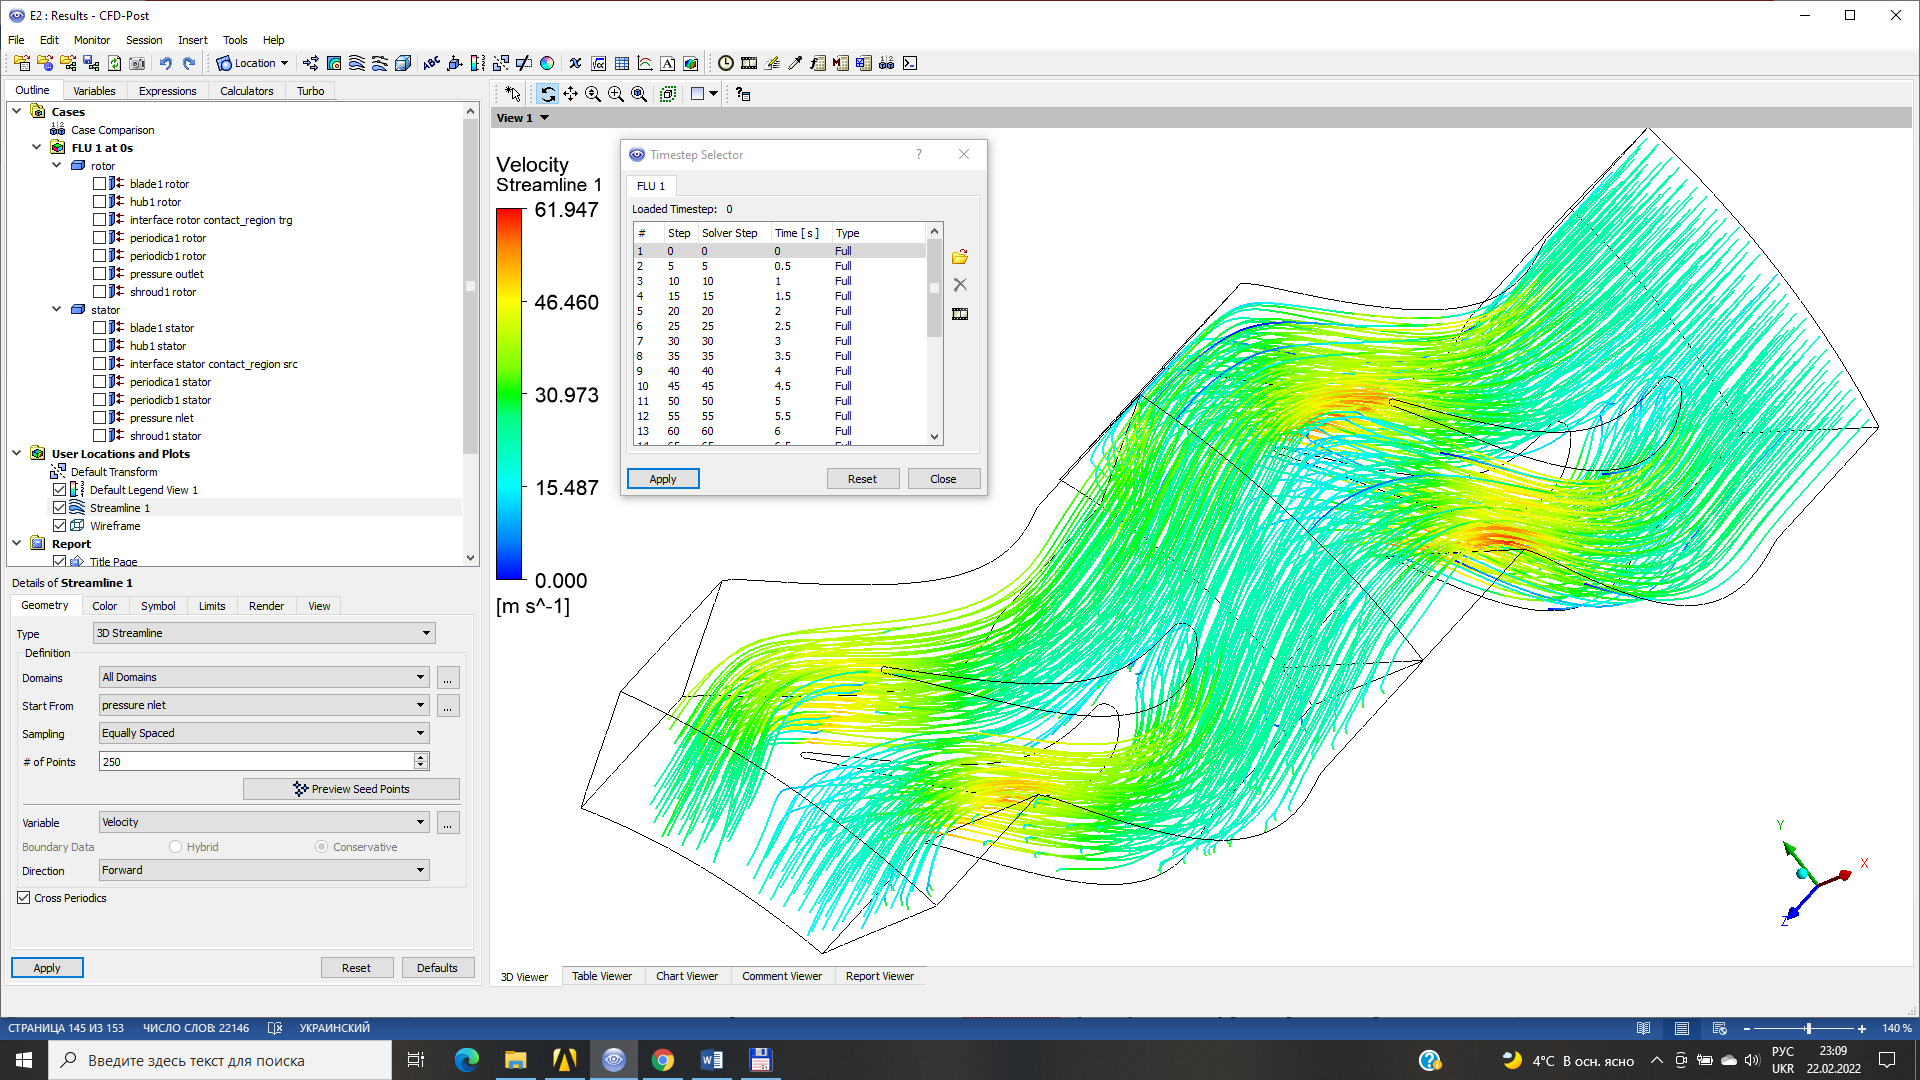 E2 : Results - CFD-Post
File Edit Monitor Session Insert Tools Help
Location
Outline Variables Expressions Calculators Turbo
Cases
Case Comparison
FLU 1 at 0s
rotor
blade1 rotor
hub1 rotor
interface rotor contact_region trg
periodica1 rotor
periodicb1 rotor
pressure outlet
shroud1 rotor
stator
blade1 stator
hub1 stator
interface stator contact_region src
periodica1 stator
periodicb1 stator
pressure nlet
shroud1 stator
User Locations and Plots
Default Transform
Default Legend View 1
Streamline 1
Wireframe
Report
Title Page
Details of Streamline 1
Geometry Color Symbol Limits Render View
Type 3D Streamline
Definition
Domains All Domains ...
Start From pressure nlet ...
Sampling Equally Spaced
# of Points 250
Preview Seed Points
Variable Velocity ...
Boundary Data Hybrid Conservative
Direction Forward
Cross Periodics
Apply Reset Defaults
View 1
Velocity
Streamline 1
61.947
46.460
30.973
15.487
0.000
[m s^-1]
Timestep Selector ?
FLU 1
Loaded Timestep: 0
# Step Solver Step Time [ s ] Type
1 0 0 0 Full
2 5 5 0.5 Full
3 10 10 1 Full
4 15 15 1.5 Full
5 20 20 2 Full
6 25 25 2.5 Full
7 30 30 3 Full
8 35 35 3.5 Full
9 40 40 4 Full
10 45 45 4.5 Full
11 50 50 5 Full
12 55 55 5.5 Full
13 60 60 6 Full
14 65 65 6.5 Full
Apply Reset Close
Y
X
Z
3D Viewer Table Viewer Chart Viewer Comment Viewer Report Viewer
СТРАНИЦА 145 ИЗ 153 ЧИСЛО СЛОВ: 22146 УКРАИНСКИЙ
140 %
Введите здесь текст для поиска
4°C В осн. ясно
РУС
UKR
23:09
22.02.2022